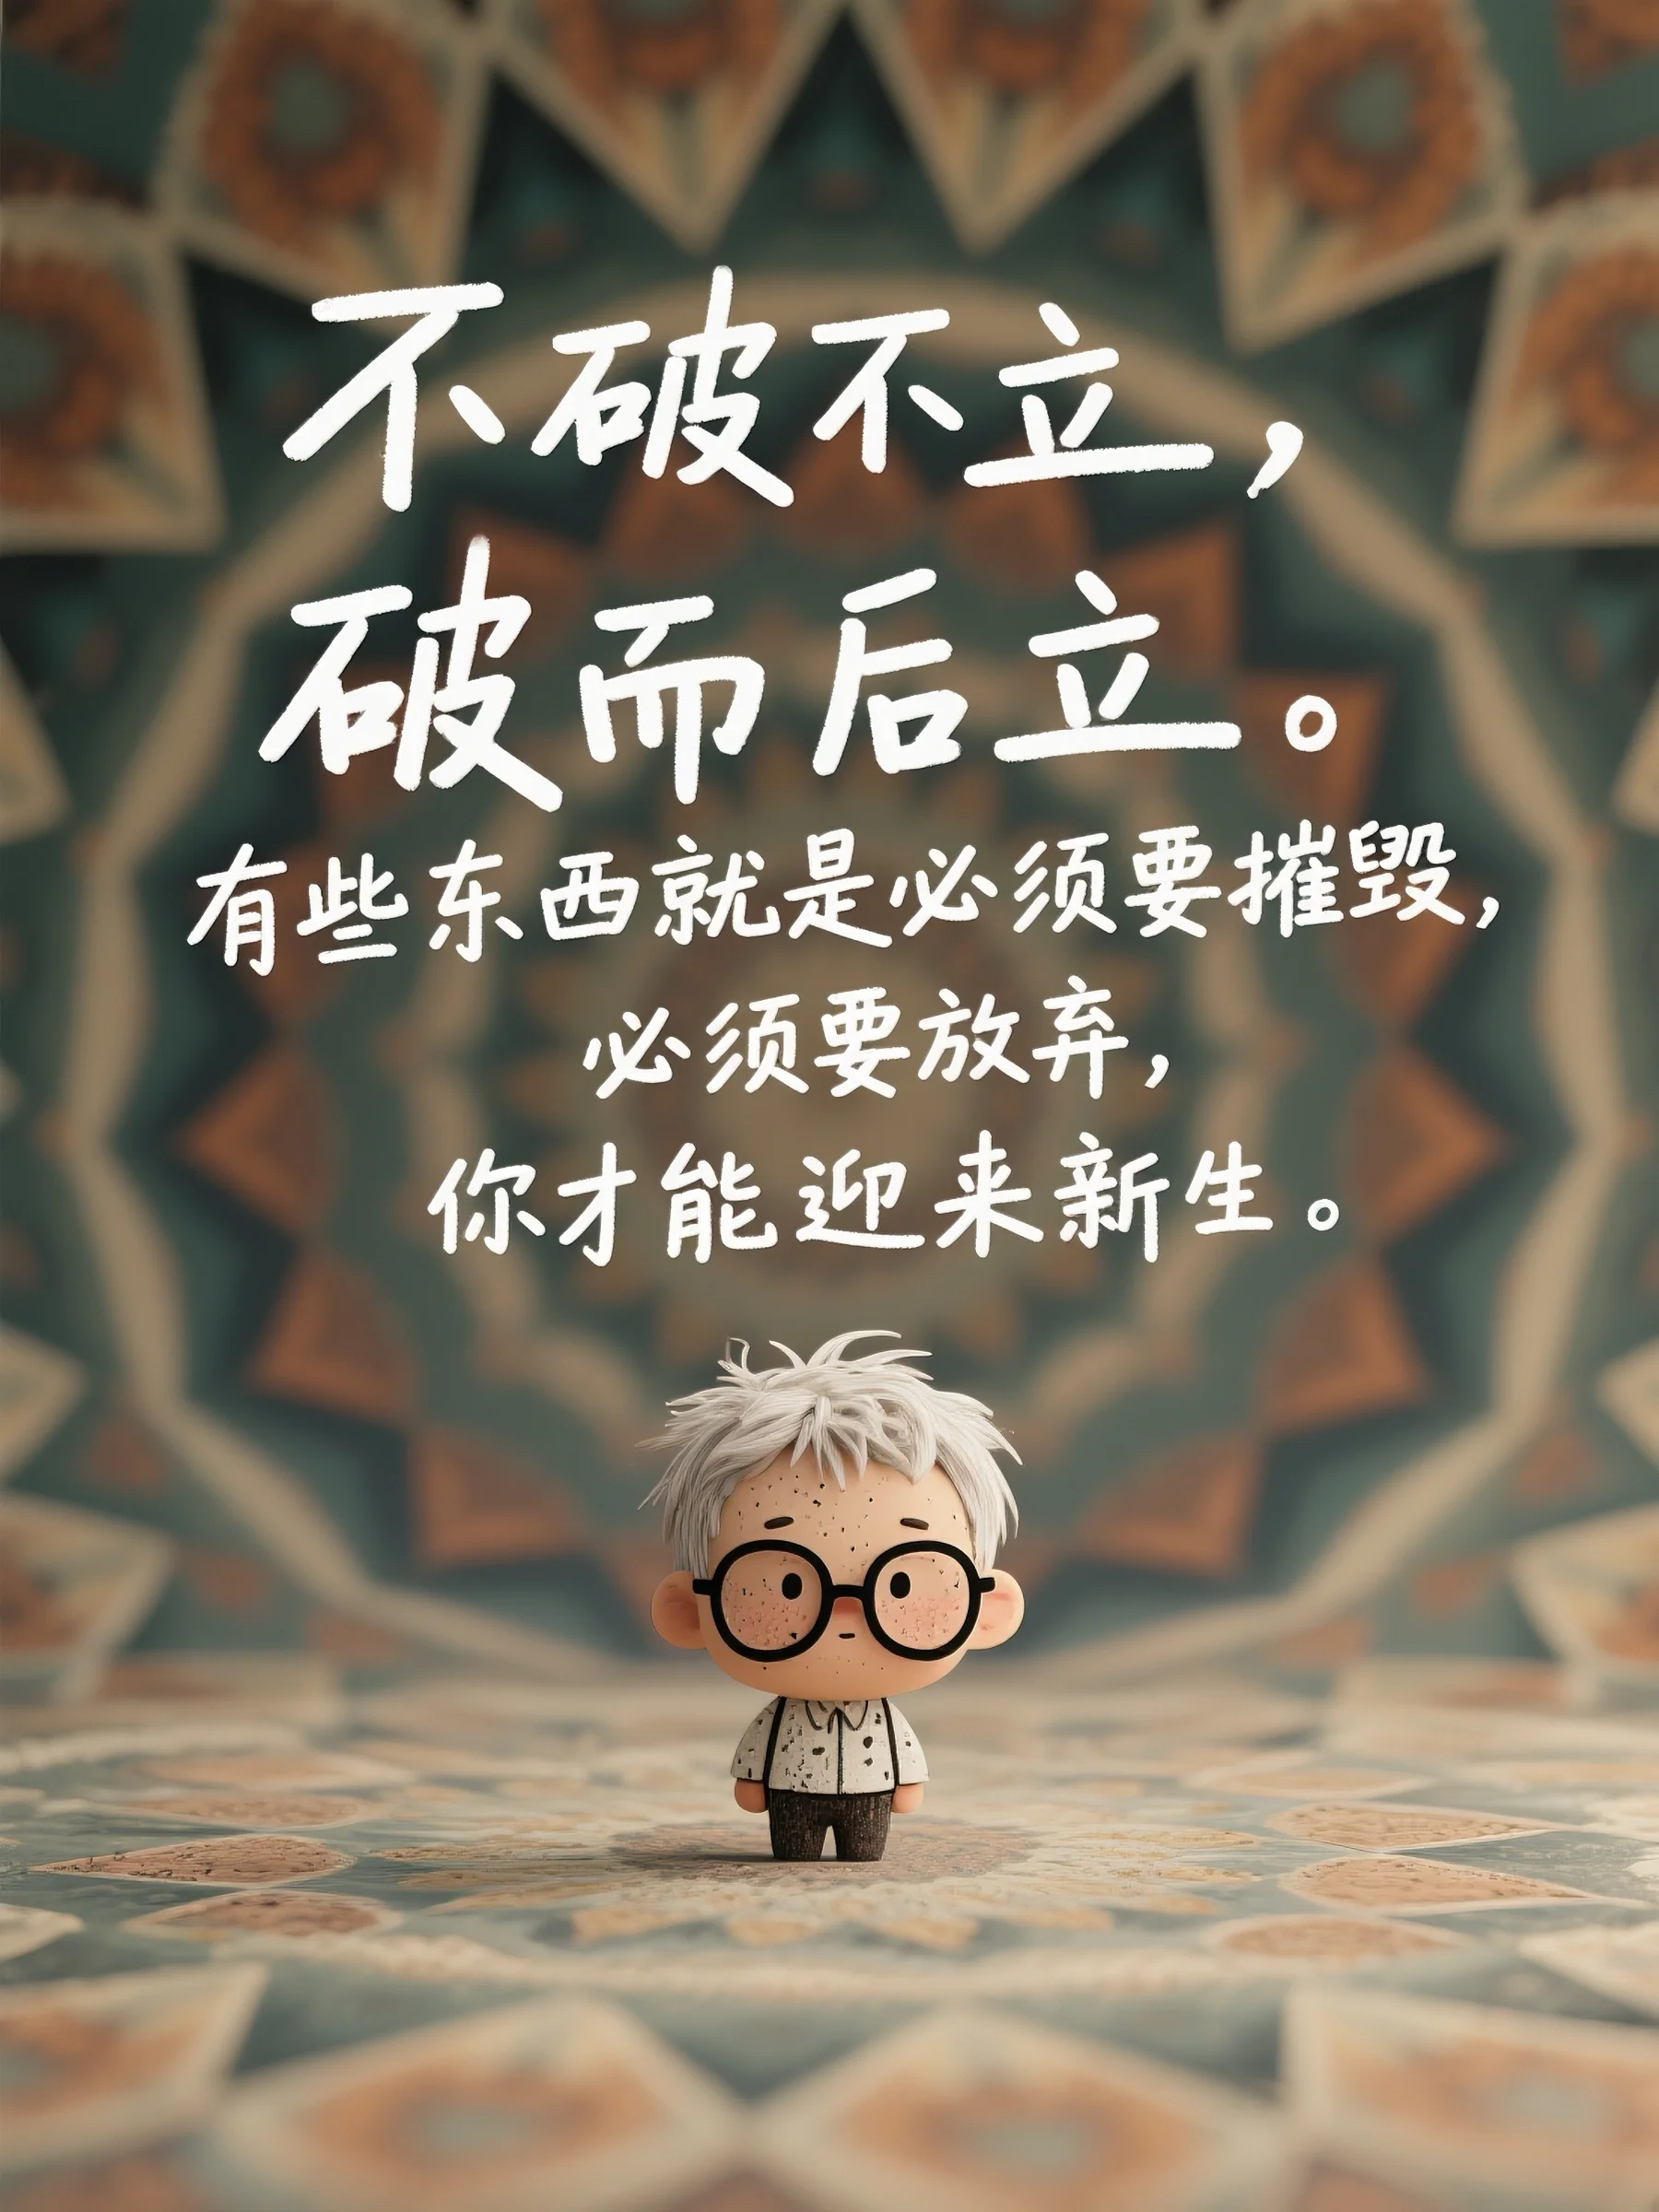 不破不立，
破而后立。
有些东西就是必须要摧毁，
必须要放弃，
你才能迎来新生。